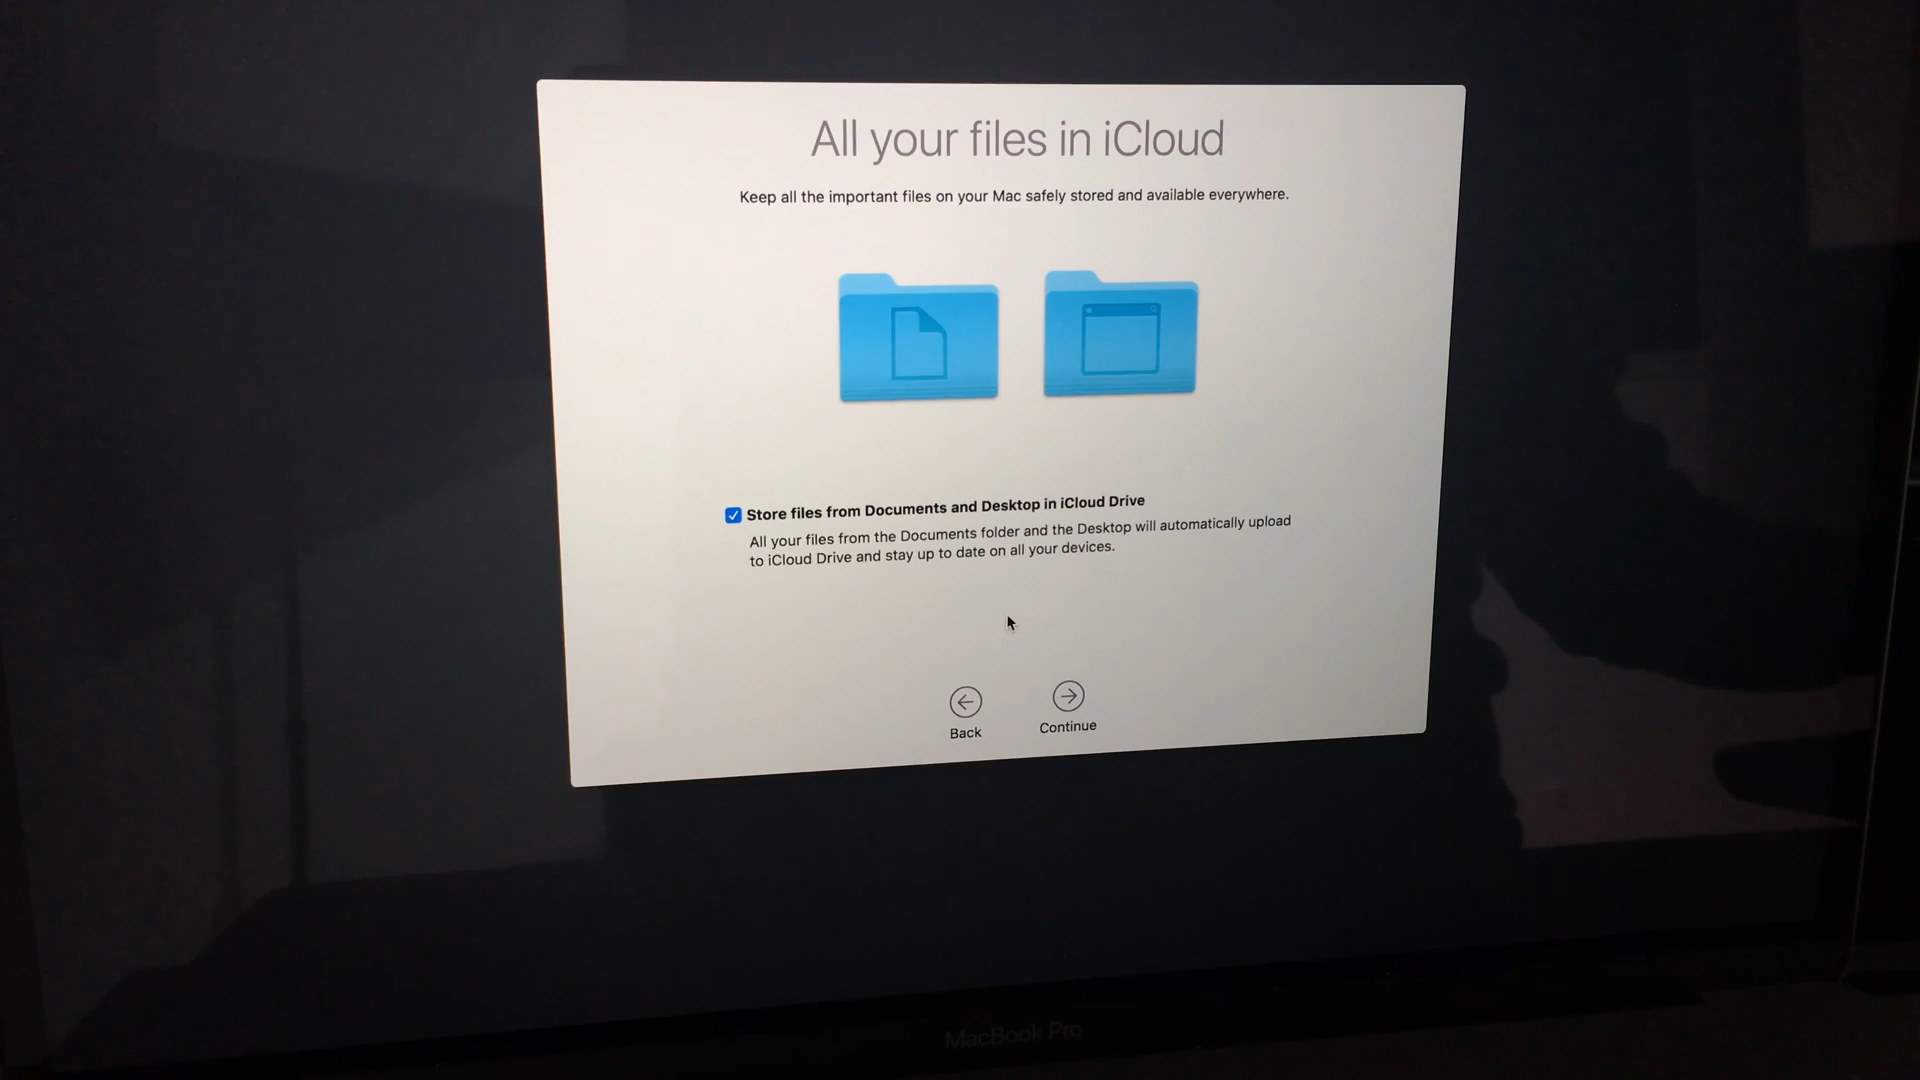 All your files in iCloud
Keep all the important files on your Mac safely stored and available everywhere.
Store files from Documents and Desktop in iCloud Drive
All your files from the Documents folder and the Desktop will automatically upload
to iCloud Drive and stay up to date on all your devices.
Back
Continue
MacBook Pro